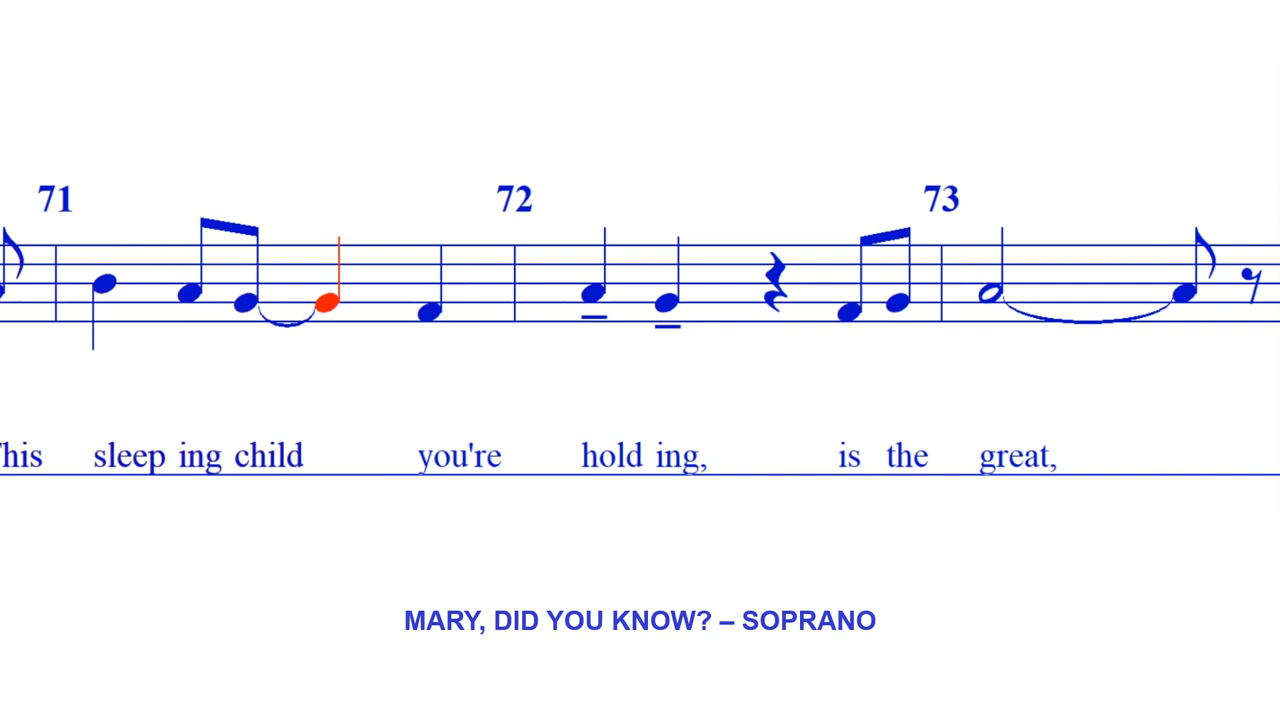 71 72 73
his sleep ing child you're hold ing, is the great,
MARY, DID YOU KNOW? – SOPRANO